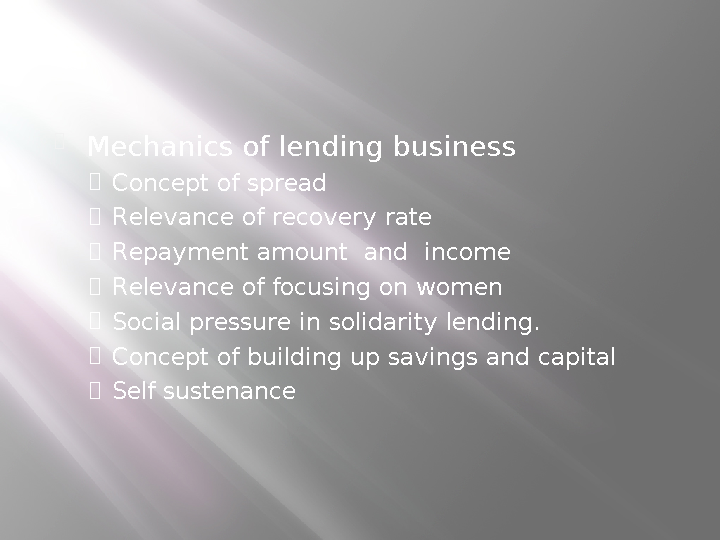 Mechanics of lending business
Concept of spread
Relevance of recovery rate
Repayment amount  and  income
Relevance of focusing on women
Social pressure in solidarity lending.
Concept of building up savings and capital
Self sustenance